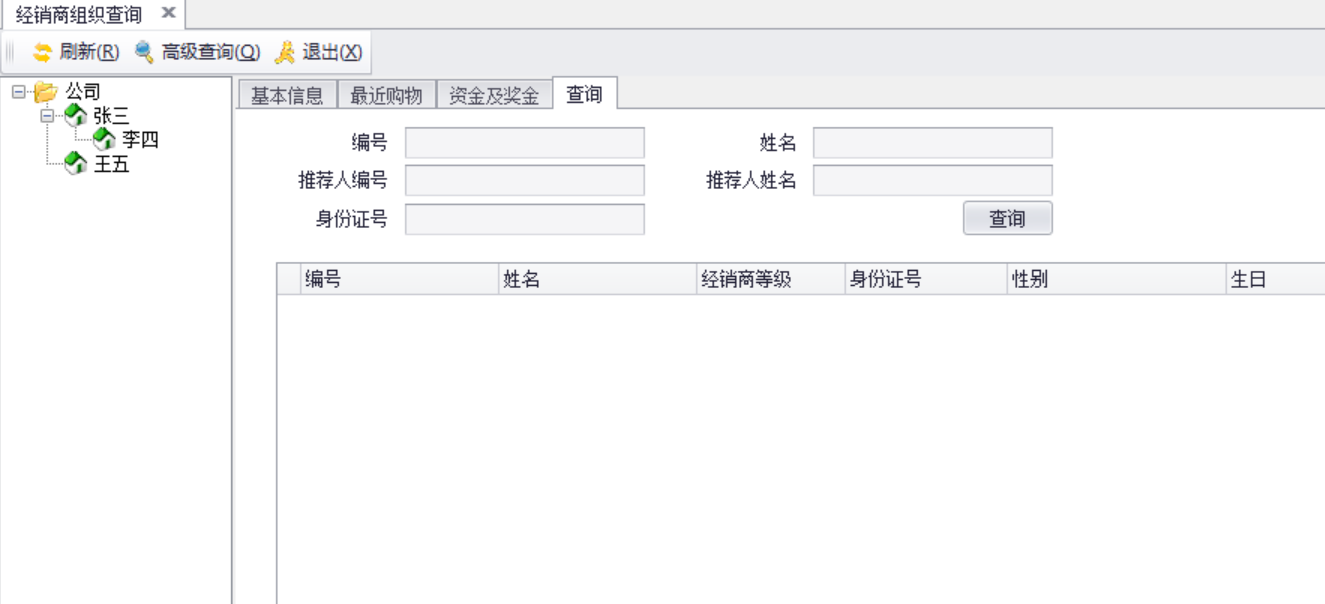 经销商组织查询
刷新(R) 高级查询(Q) 退出(X)
公司
张三
李四
王五
基本信息 最近购物 资金及奖金 查询
编号 姓名
推荐人编号 推荐人姓名
身份证号 查询
编号 姓名 经销商等级 身份证号 性别 生日